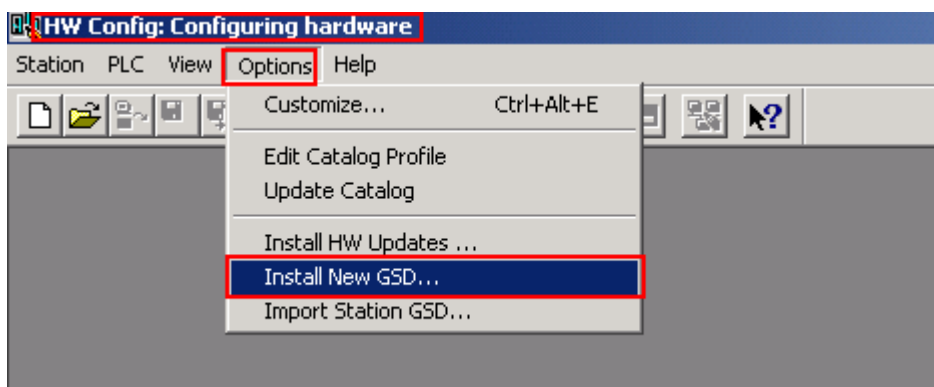 HW Config: Configuring hardware
Station PLC View Options Help
Customize... Ctrl+Alt+E
?
Edit Catalog Profile
Update Catalog
Install HW Updates ...
Install New GSD...
Import Station GSD...